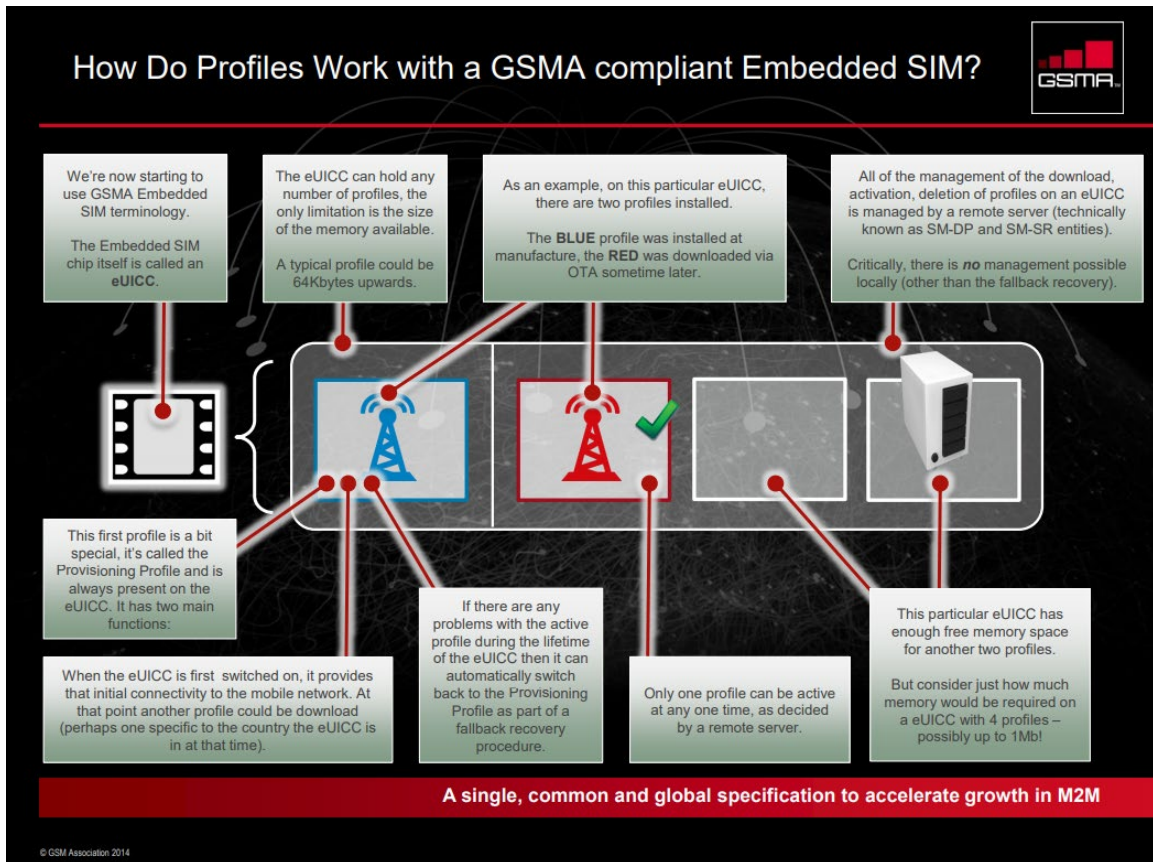 How Do Profiles Work with a GSMA compliant Embedded SIM?
GSMA™
We're now starting to
use GSMA Embedded
SIM terminology.
The Embedded SIM
chip itself is called an
eUICC.
The eUICC can hold any
number of profiles, the
only limitation is the size
of the memory available.
A typical profile could be
64Kbytes upwards.
As an example, on this particular eUICC,
there are two profiles installed.
The BLUE profile was installed at
manufacture, the RED was downloaded via
OTA sometime later.
All of the management of the download,
activation, deletion of profiles on an eUICC
is managed by a remote server (technically
known as SM-DP and SM-SR entities).
Critically, there is no management possible
locally (other than the fallback recovery).
This first profile is a bit
special, it's called the
Provisioning Profile and is
always present on the
eUICC. It has two main
functions:
When the eUICC is first switched on, it provides
that initial connectivity to the mobile network. At
that point another profile could be download
(perhaps one specific to the country the eUICC is
in at that time).
If there are any
problems with the active
profile during the lifetime
of the eUICC then it can
automatically switch
back to the Provisioning
Profile as part of a
fallback recovery
procedure.
Only one profile can be active
at any one time, as decided
by a remote server.
This particular eUICC has
enough free memory space
for another two profiles.
But consider just how much
memory would be required on
a eUICC with 4 profiles –
possibly up to 1Mb!
A single, common and global specification to accelerate growth in M2M
© GSM Association 2014